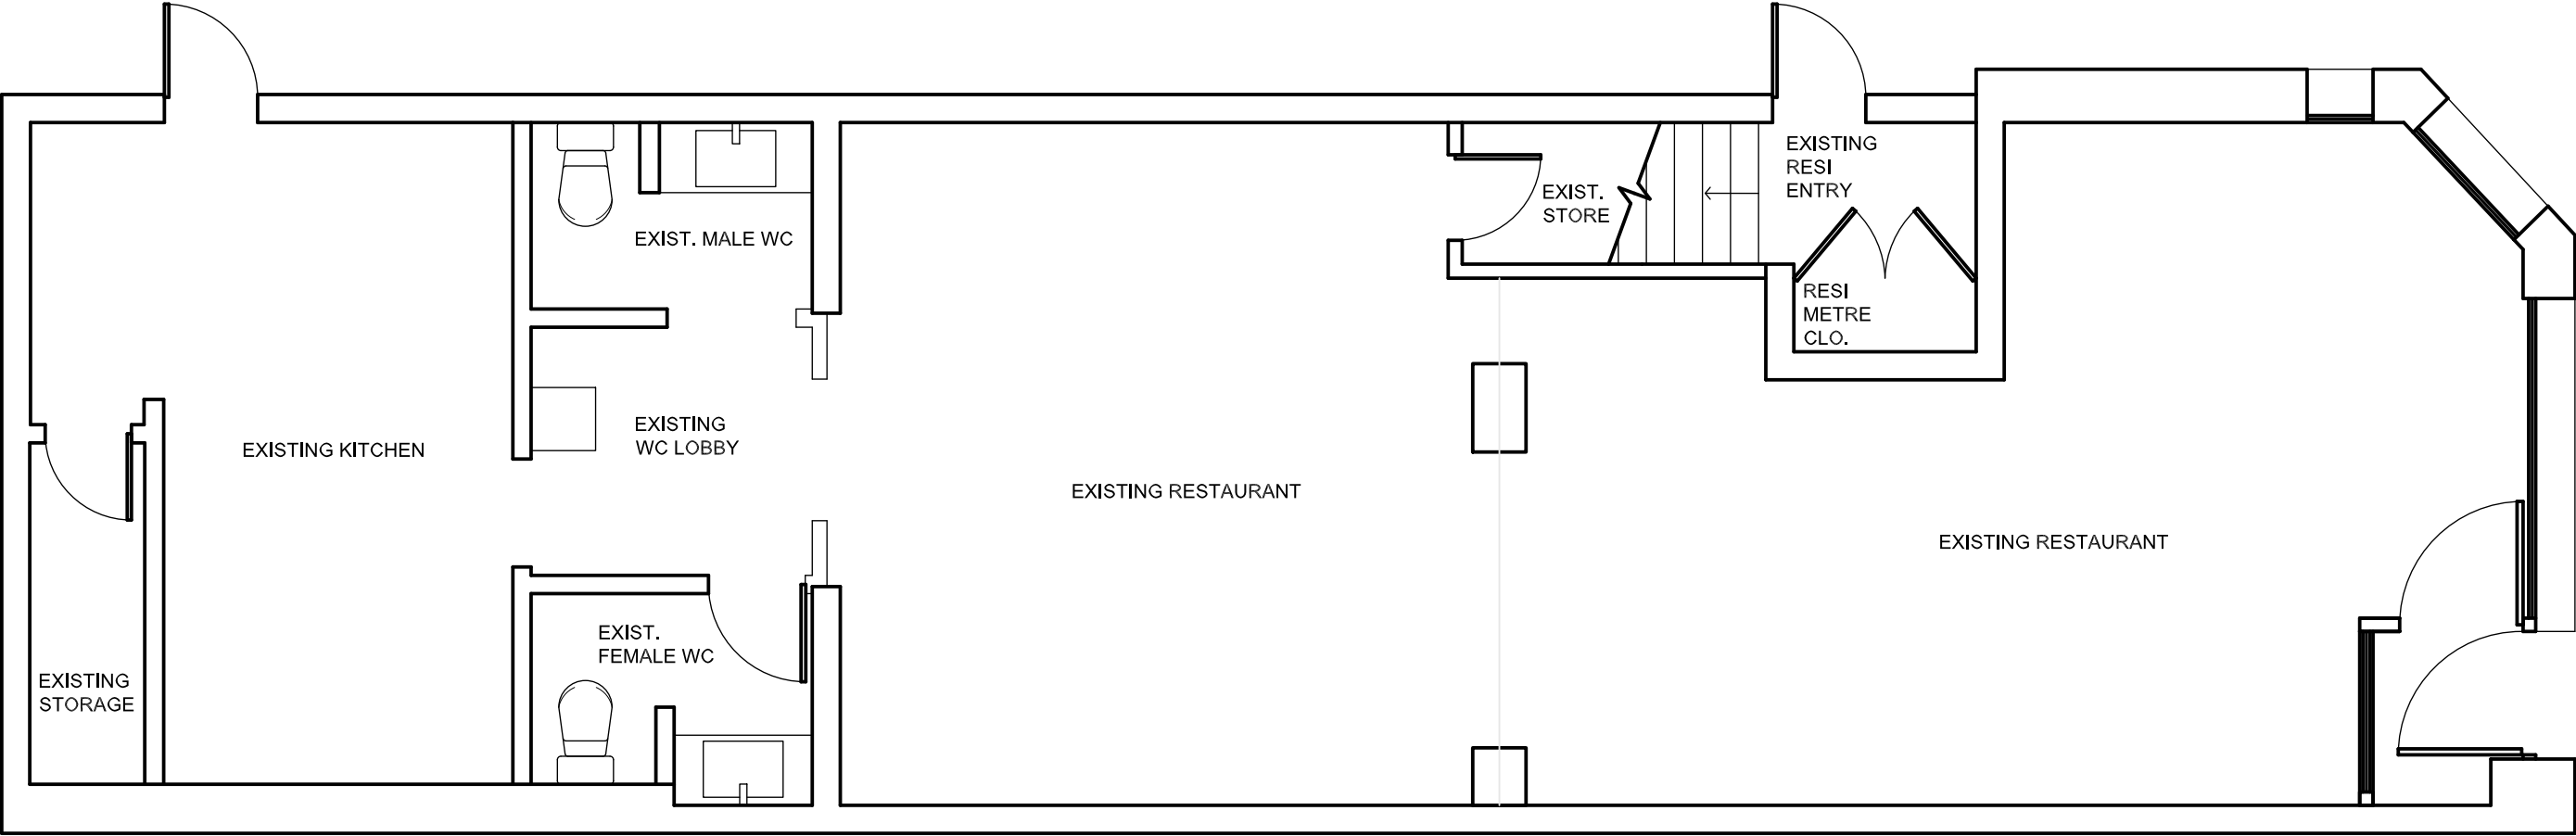 EXISTING
RESI
ENTRY
EXIST.
STORE
EXIST. MALE WC
RESI
METRE
CLO.
EXISTING
WC LOBBY
EXISTING KITCHEN
EXISTING RESTAURANT
EXISTING RESTAURANT
EXIST.
FEMALE WC
EXISTING
STORAGE